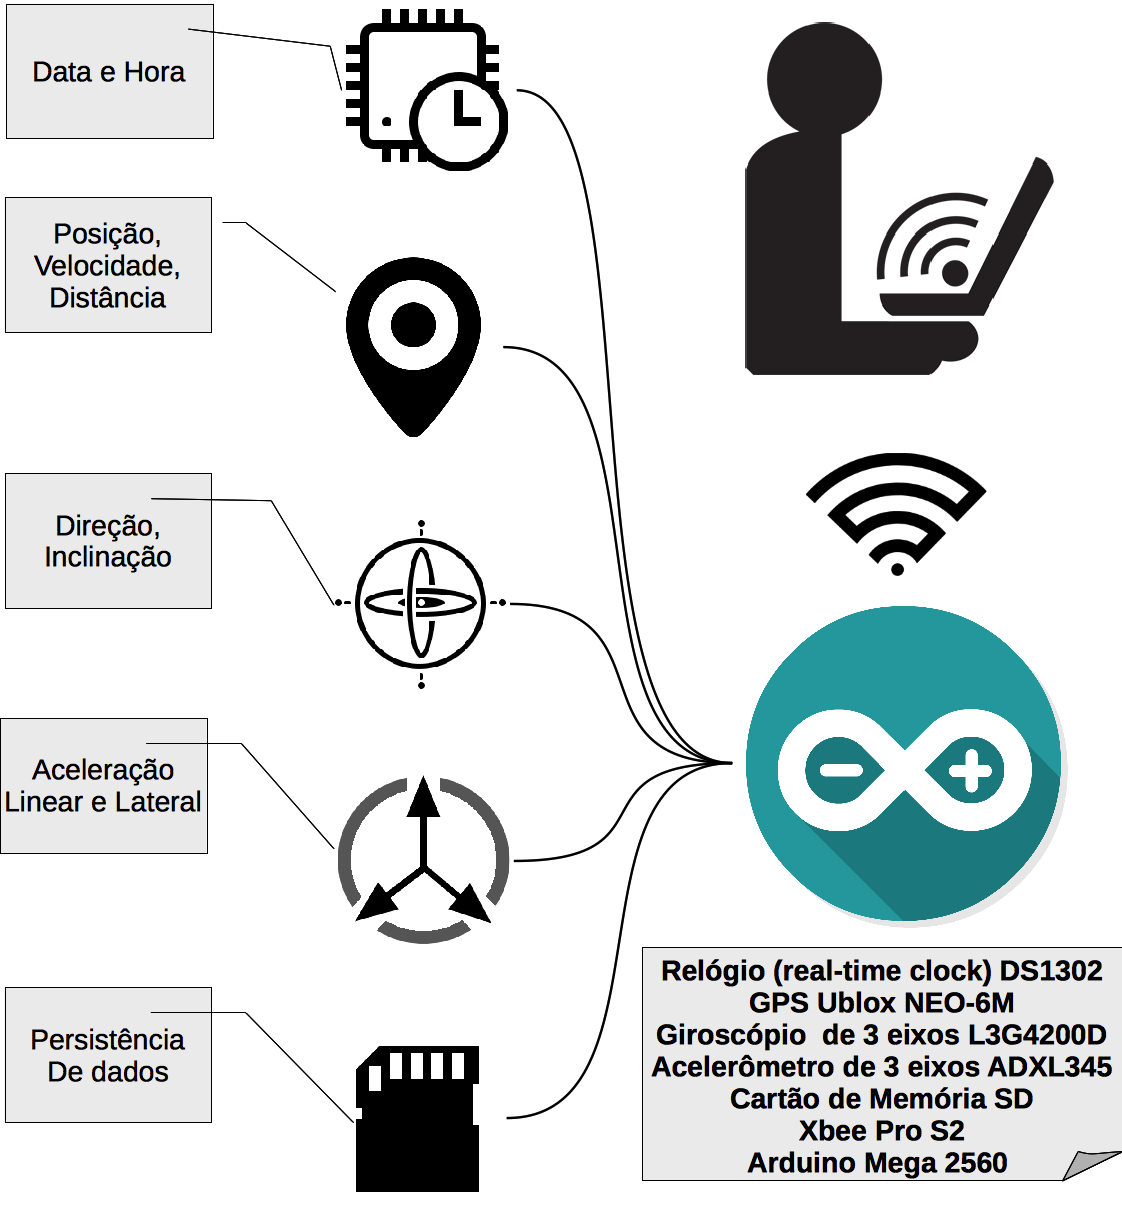 Data e Hora
Posição,
Velocidade,
Distância
Direção,
Inclinação
Aceleração
Linear e Lateral
Persistência
De dados
Relógio (real-time clock) DS1302
GPS Ublox NEO-6M
Giroscópio  de 3 eixos L3G4200D
Acelerômetro de 3 eixos ADXL345
Cartão de Memória SD
Xbee Pro S2
Arduino Mega 2560